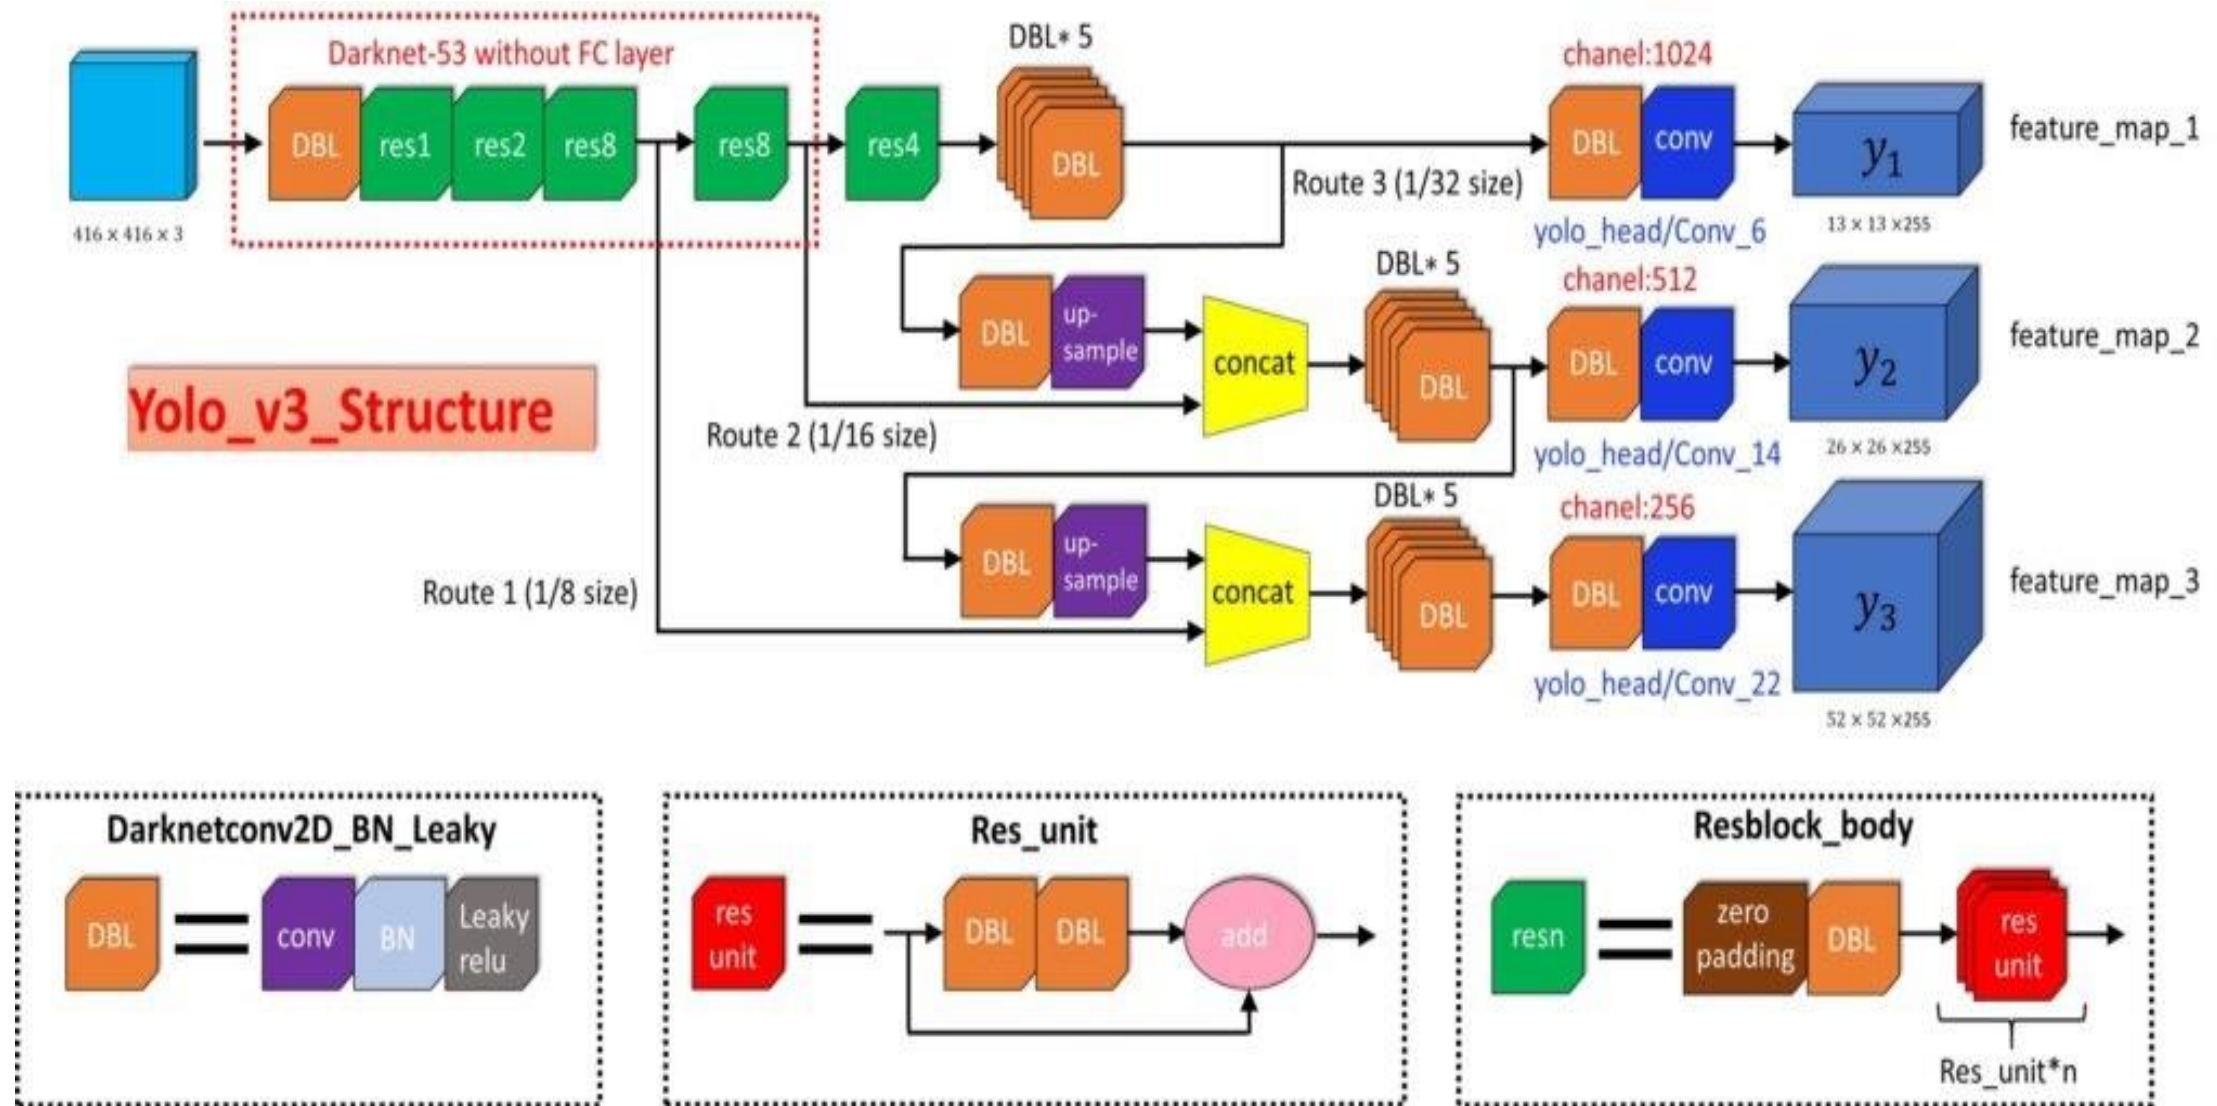 Darknet-53 without FC layer
DBL
res1
res2
res8
res8
res4
DBL* 5
DBL
chanel:1024
DBL
conv
y₁
feature_map_1
416 × 416 × 3
Route 3 (1/32 size)
yolo_head/Conv_6
13 × 13 ×255
DBL
up-
sample
concat
DBL* 5
DBL
chanel:512
DBL
conv
y₂
feature_map_2
Yolo_v3_Structure
Route 2 (1/16 size)
yolo_head/Conv_14
26 × 26 ×255
DBL
up-
sample
concat
DBL* 5
DBL
chanel:256
DBL
conv
y₃
feature_map_3
Route 1 (1/8 size)
yolo_head/Conv_22
52 × 52 ×255
Darknetconv2D_BN_Leaky
DBL
conv
BN
Leaky
relu
Res_unit
res
unit
DBL
DBL
add
Resblock_body
resn
zero
padding
DBL
res
unit
Res_unit*n